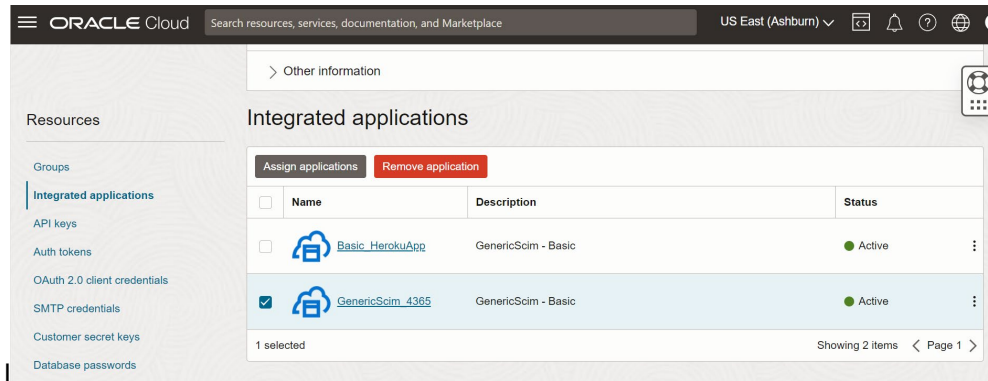 ORACLE Cloud
Search resources, services, documentation, and Marketplace
US East (Ashburn)
Other information
Resources
Integrated applications
Groups
Integrated applications
API keys
Auth tokens
OAuth 2.0 client credentials
SMTP credentials
Customer secret keys
Database passwords
Assign applications Remove application
Name Description Status
Basic_HerokuApp GenericScim - Basic Active
GenericScim_4365 GenericScim - Basic Active
1 selected Showing 2 items Page 1